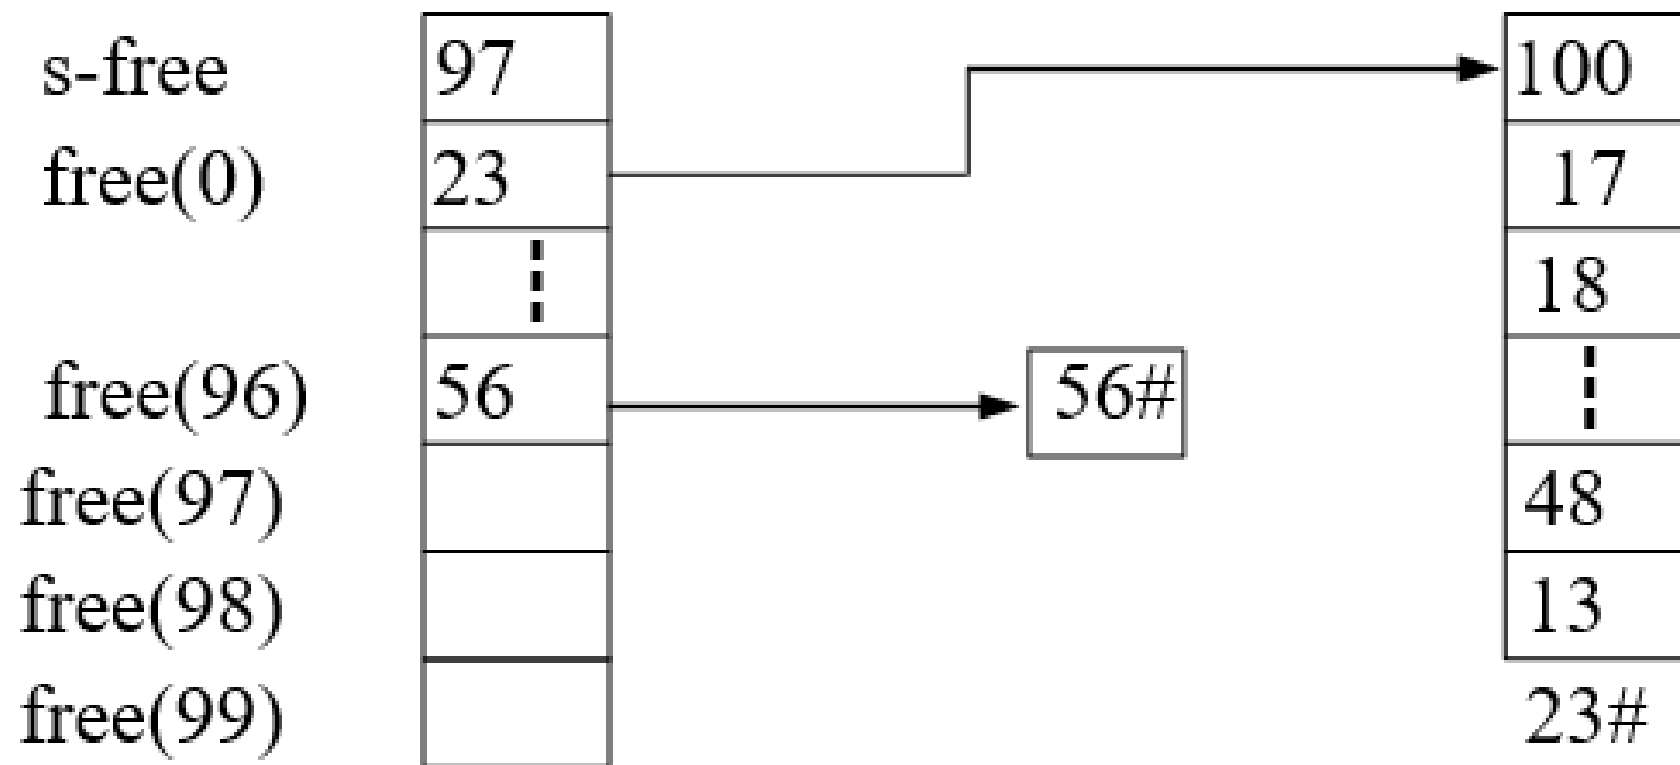 s-free 97 100
free(0) 23 17
18
free(96) 56 56#
free(97) 48
free(98) 13
free(99) 23#